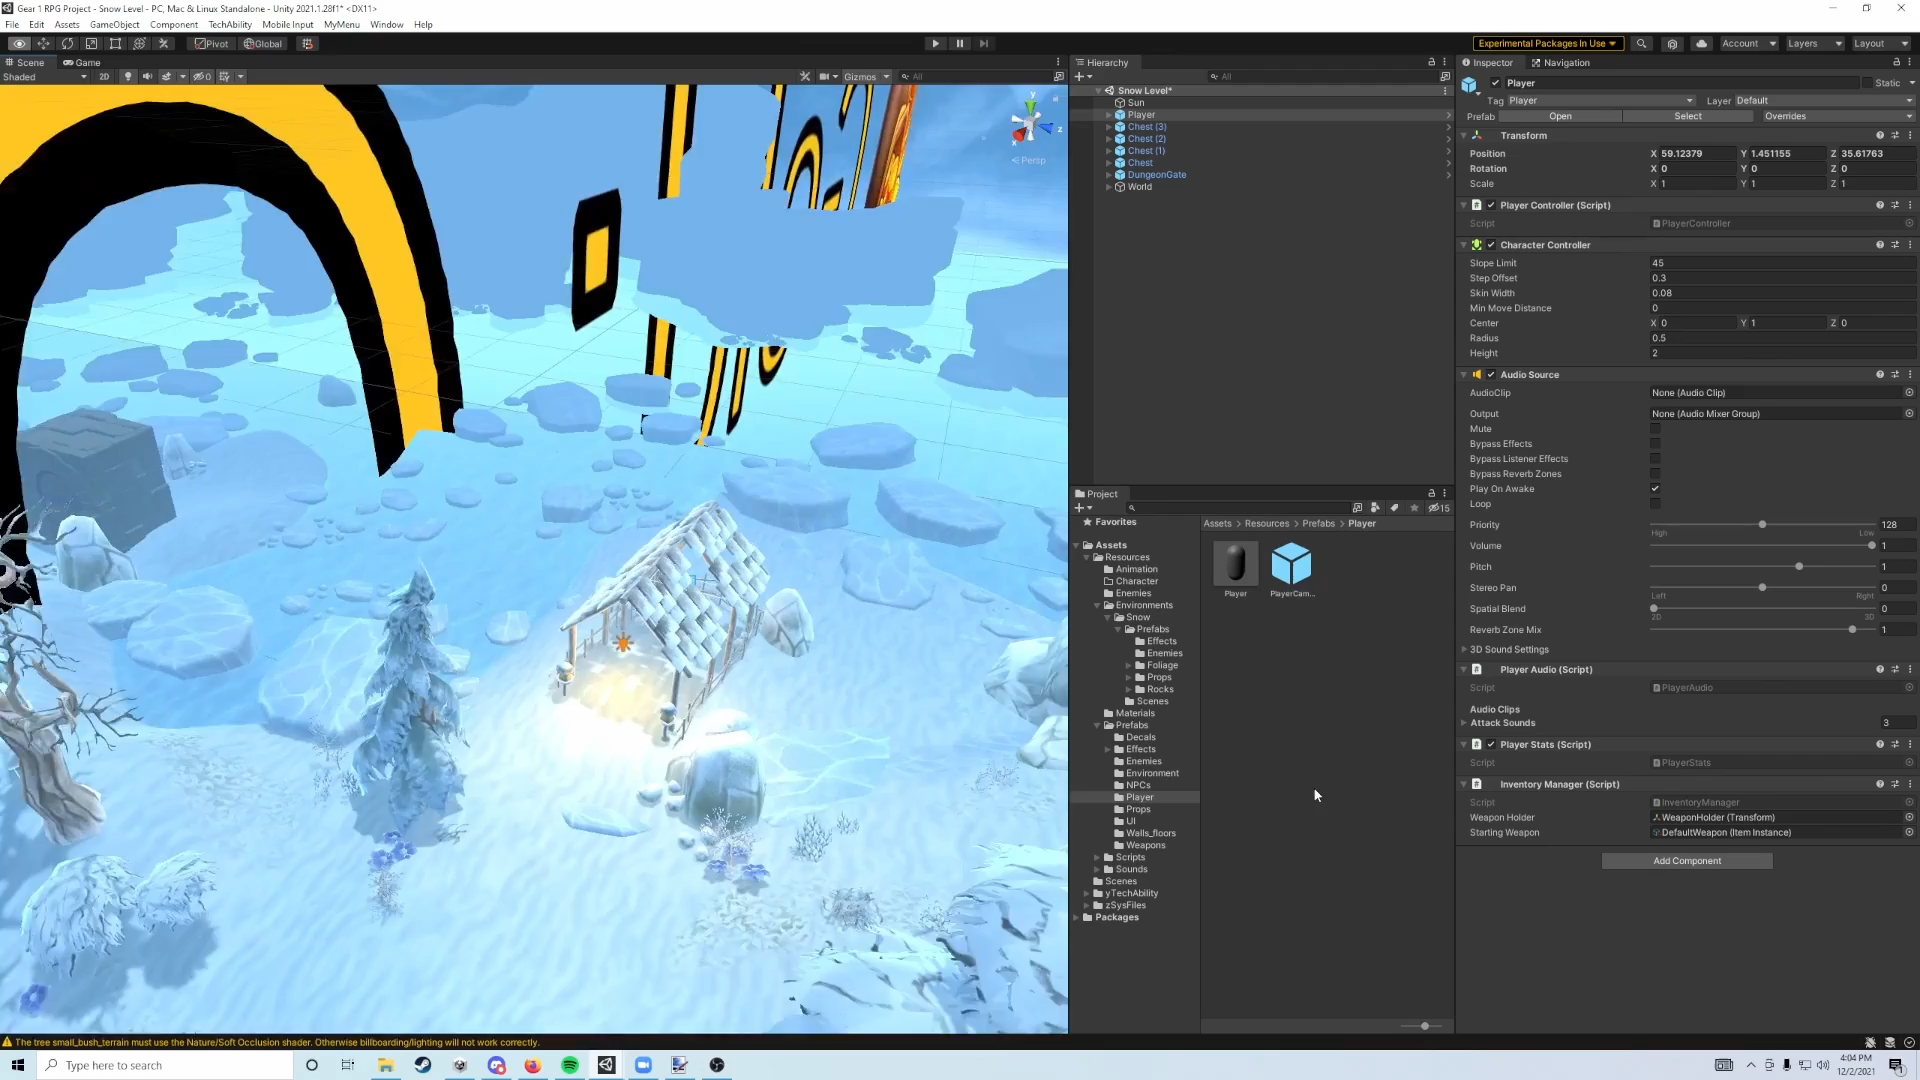 Gear 1 RPG Project - Snow Level - PC, Mac & Linux Standalone - Unity 2021.1.28f1* <DX11>
File Edit Assets GameObject Component TechAbility Mobile Input MyMenu Window Help
Pivot Global Experimental Packages In Use Account Layers Layout
Scene Game
Shaded 2D 0 Gizmos All
y
z
x
Persp
Hierarchy
All
Snow Level*
Sun
Player
Chest (3)
Chest (2)
Chest (1)
Chest
DungeonGate
World
Project
15
Favorites
Assets
Resources
Animation
Character
Enemies
Environments
Snow
Prefabs
Effects
Enemies
Foliage
Props
Rocks
Scenes
Materials
Prefabs
Decals
Effects
Enemies
Environment
NPCs
Player
Props
UI
Walls_floors
Weapons
Scripts
Sounds
Scenes
yTechAbility
zSysFiles
Packages
Assets > Resources > Prefabs > Player
Player PlayerCam...
Inspector Navigation
Player Static
Tag Player Layer Default
Prefab Open Select Overrides
Transform
Position X 59.12379 Y 1.451155 Z 35.61763
Rotation X 0 Y 0 Z 0
Scale X 1 Y 1 Z 1
Player Controller (Script)
Script PlayerController
Character Controller
Slope Limit 45
Step Offset 0.3
Skin Width 0.08
Min Move Distance 0
Center X 0 Y 1 Z 0
Radius 0.5
Height 2
Audio Source
AudioClip None (Audio Clip)
Output None (Audio Mixer Group)
Mute
Bypass Effects
Bypass Listener Effects
Bypass Reverb Zones
Play On Awake
Loop
Priority 128
High Low
Volume 1
Pitch 1
Stereo Pan 0
Left Right
Spatial Blend 0
2D 3D
Reverb Zone Mix 1
3D Sound Settings
Player Audio (Script)
Script PlayerAudio
Audio Clips
Attack Sounds 3
Player Stats (Script)
Script PlayerStats
Inventory Manager (Script)
Script InventoryManager
Weapon Holder WeaponHolder (Transform)
Starting Weapon DefaultWeapon (Item Instance)
Add Component
The tree small_bush_terrain must use the Nature/Soft Occlusion shader. Otherwise billboarding/lighting will not work correctly.
Type here to search
4:04 PM
12/2/2021